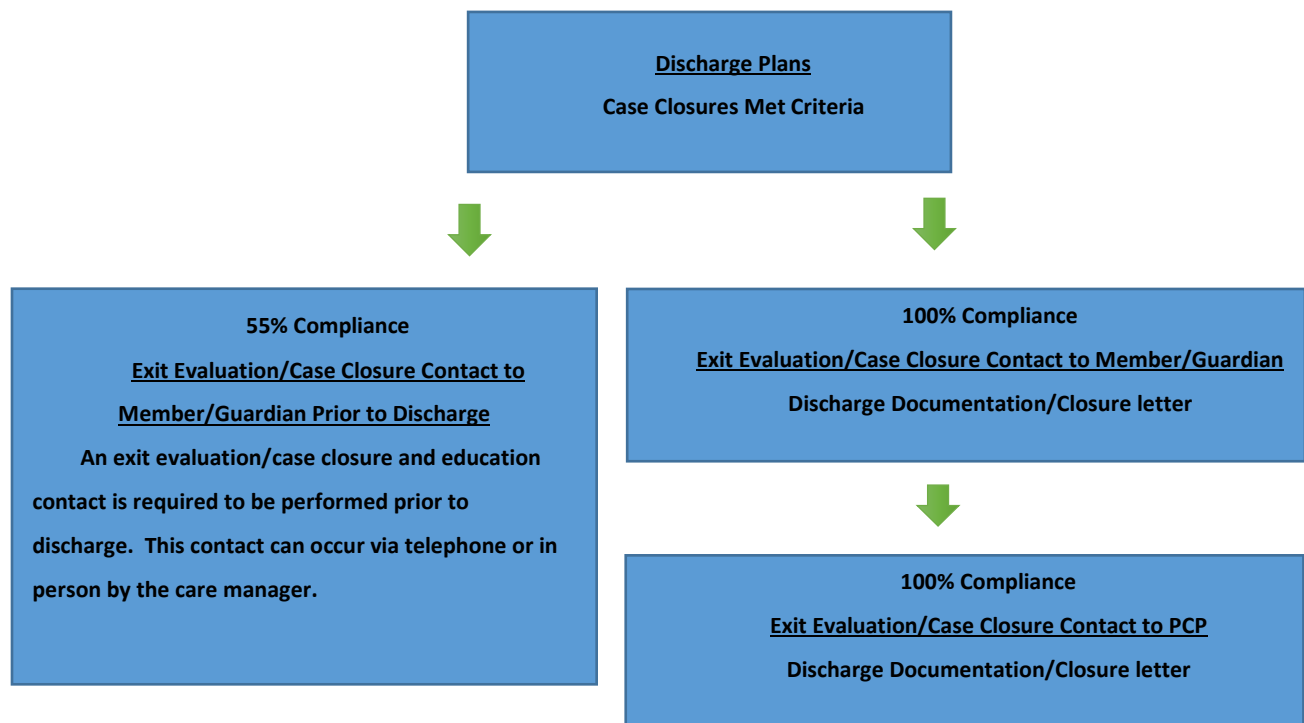 Discharge Plans
Case Closures Met Criteria
55% Compliance
Exit Evaluation/Case Closure Contact to
Member/Guardian Prior to Discharge
An exit evaluation/case closure and education
contact is required to be performed prior to
discharge.  This contact can occur via telephone or in
person by the care manager.
100% Compliance
Exit Evaluation/Case Closure Contact to Member/Guardian
Discharge Documentation/Closure letter
100% Compliance
Exit Evaluation/Case Closure Contact to PCP
Discharge Documentation/Closure letter